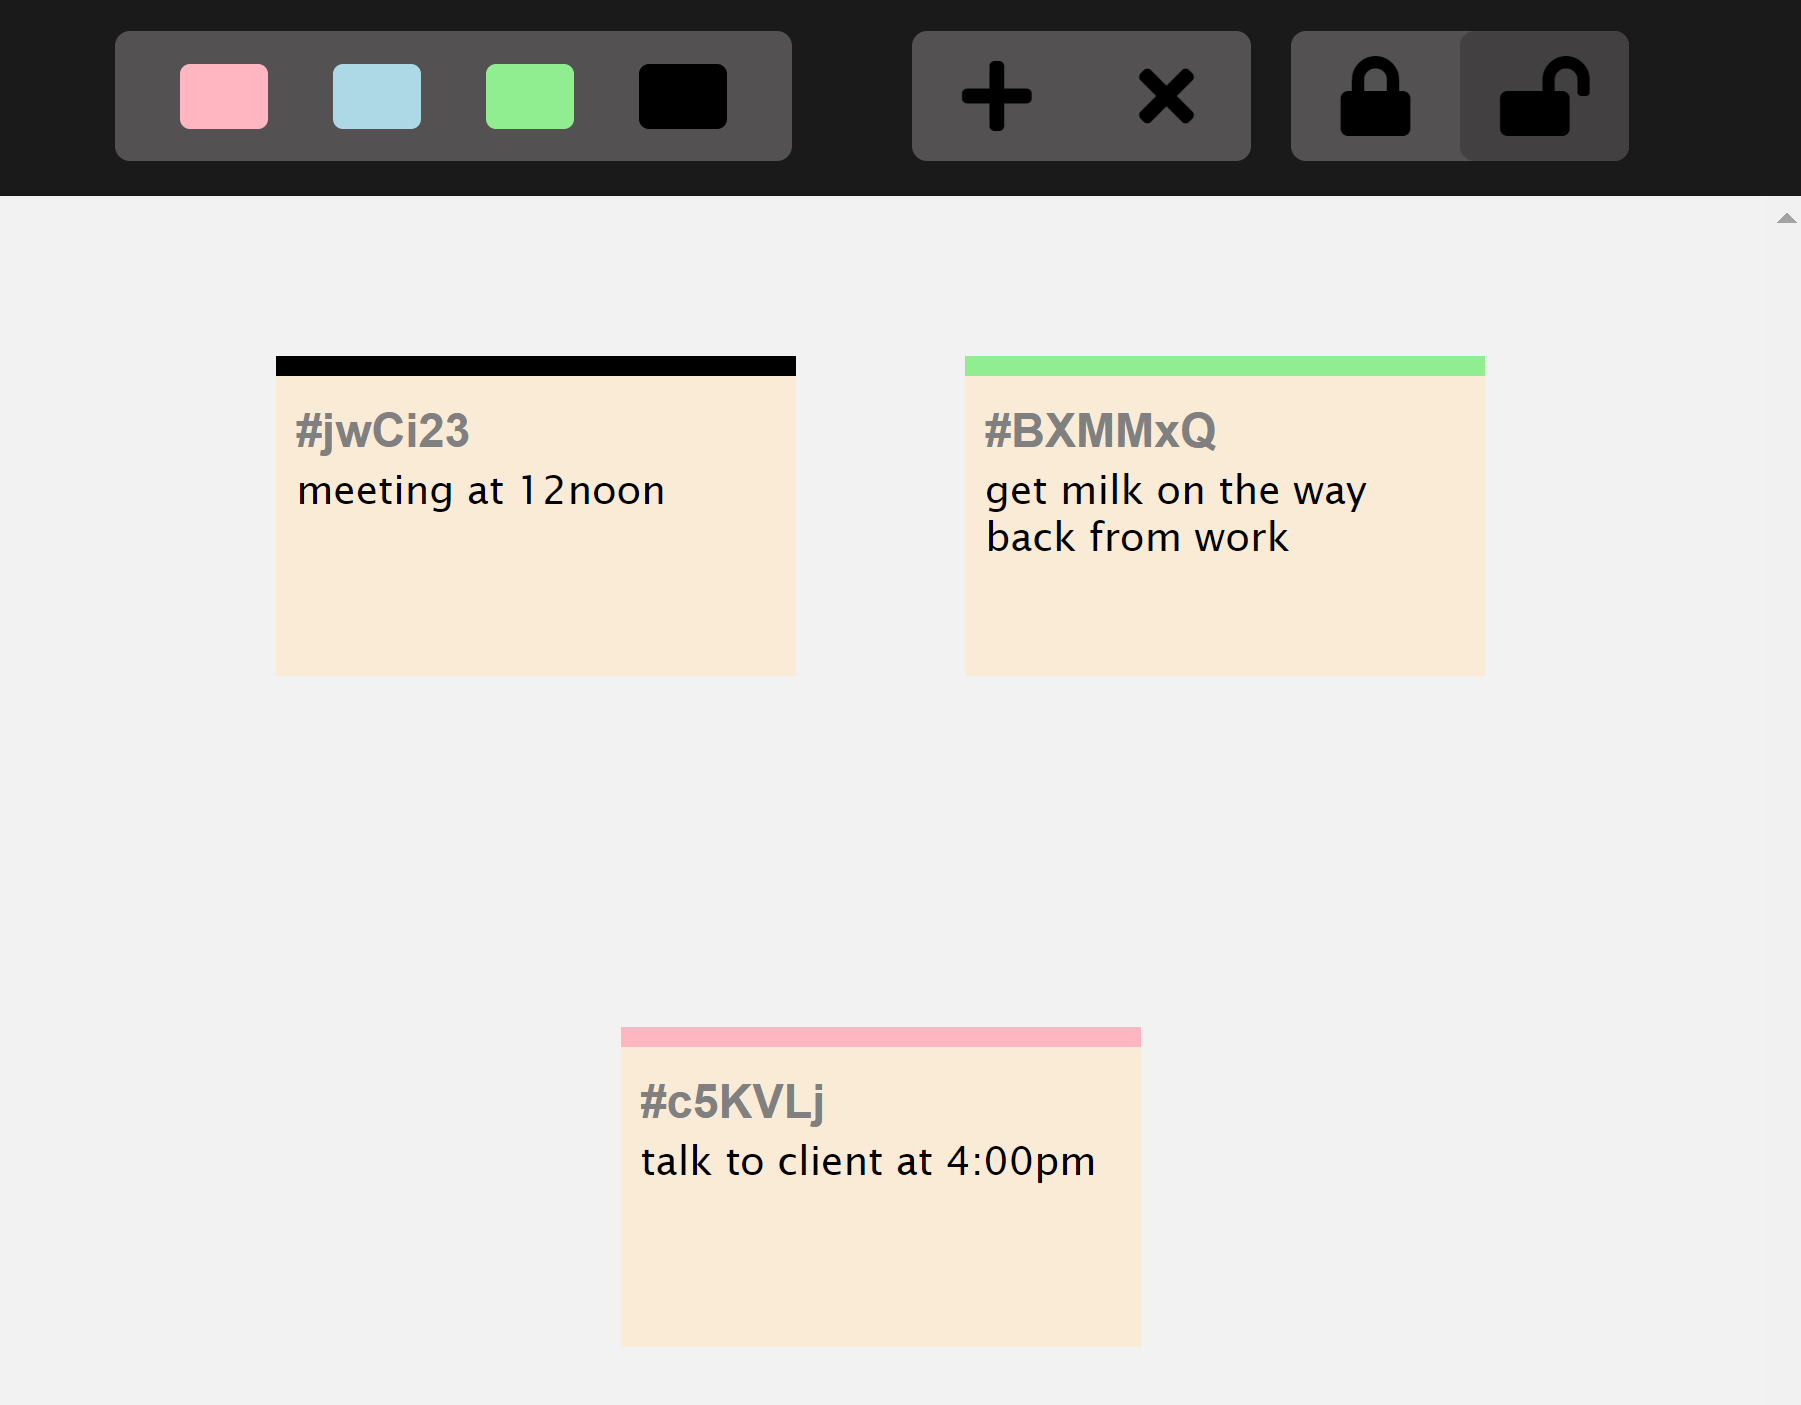 #jwCi23
meeting at 12noon
#BXMMxQ
get milk on the way
back from work
#c5KVLj
talk to client at 4:00pm